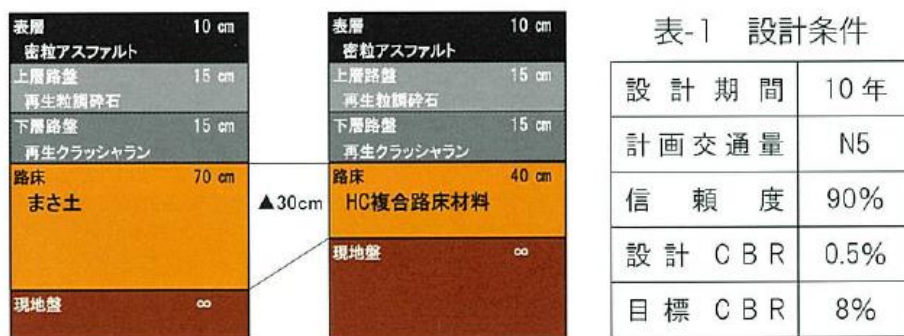 表層 10 cm
密粒アスファルト
上層路盤 15 cm
再生粒調砕石
下層路盤 15 cm
再生クラッシャラン
路床 70 cm
まさ土
現地盤 ∞
▲30cm
表層 10 cm
密粒アスファルト
上層路盤 15 cm
再生粒調砕石
下層路盤 15 cm
再生クラッシャラン
路床 40 cm
HC複合路床材料
現地盤 ∞
表-1 設計条件
設計期間 10年
計画交通量 N5
信頼度 90%
設計CBR 0.5%
目標CBR 8%